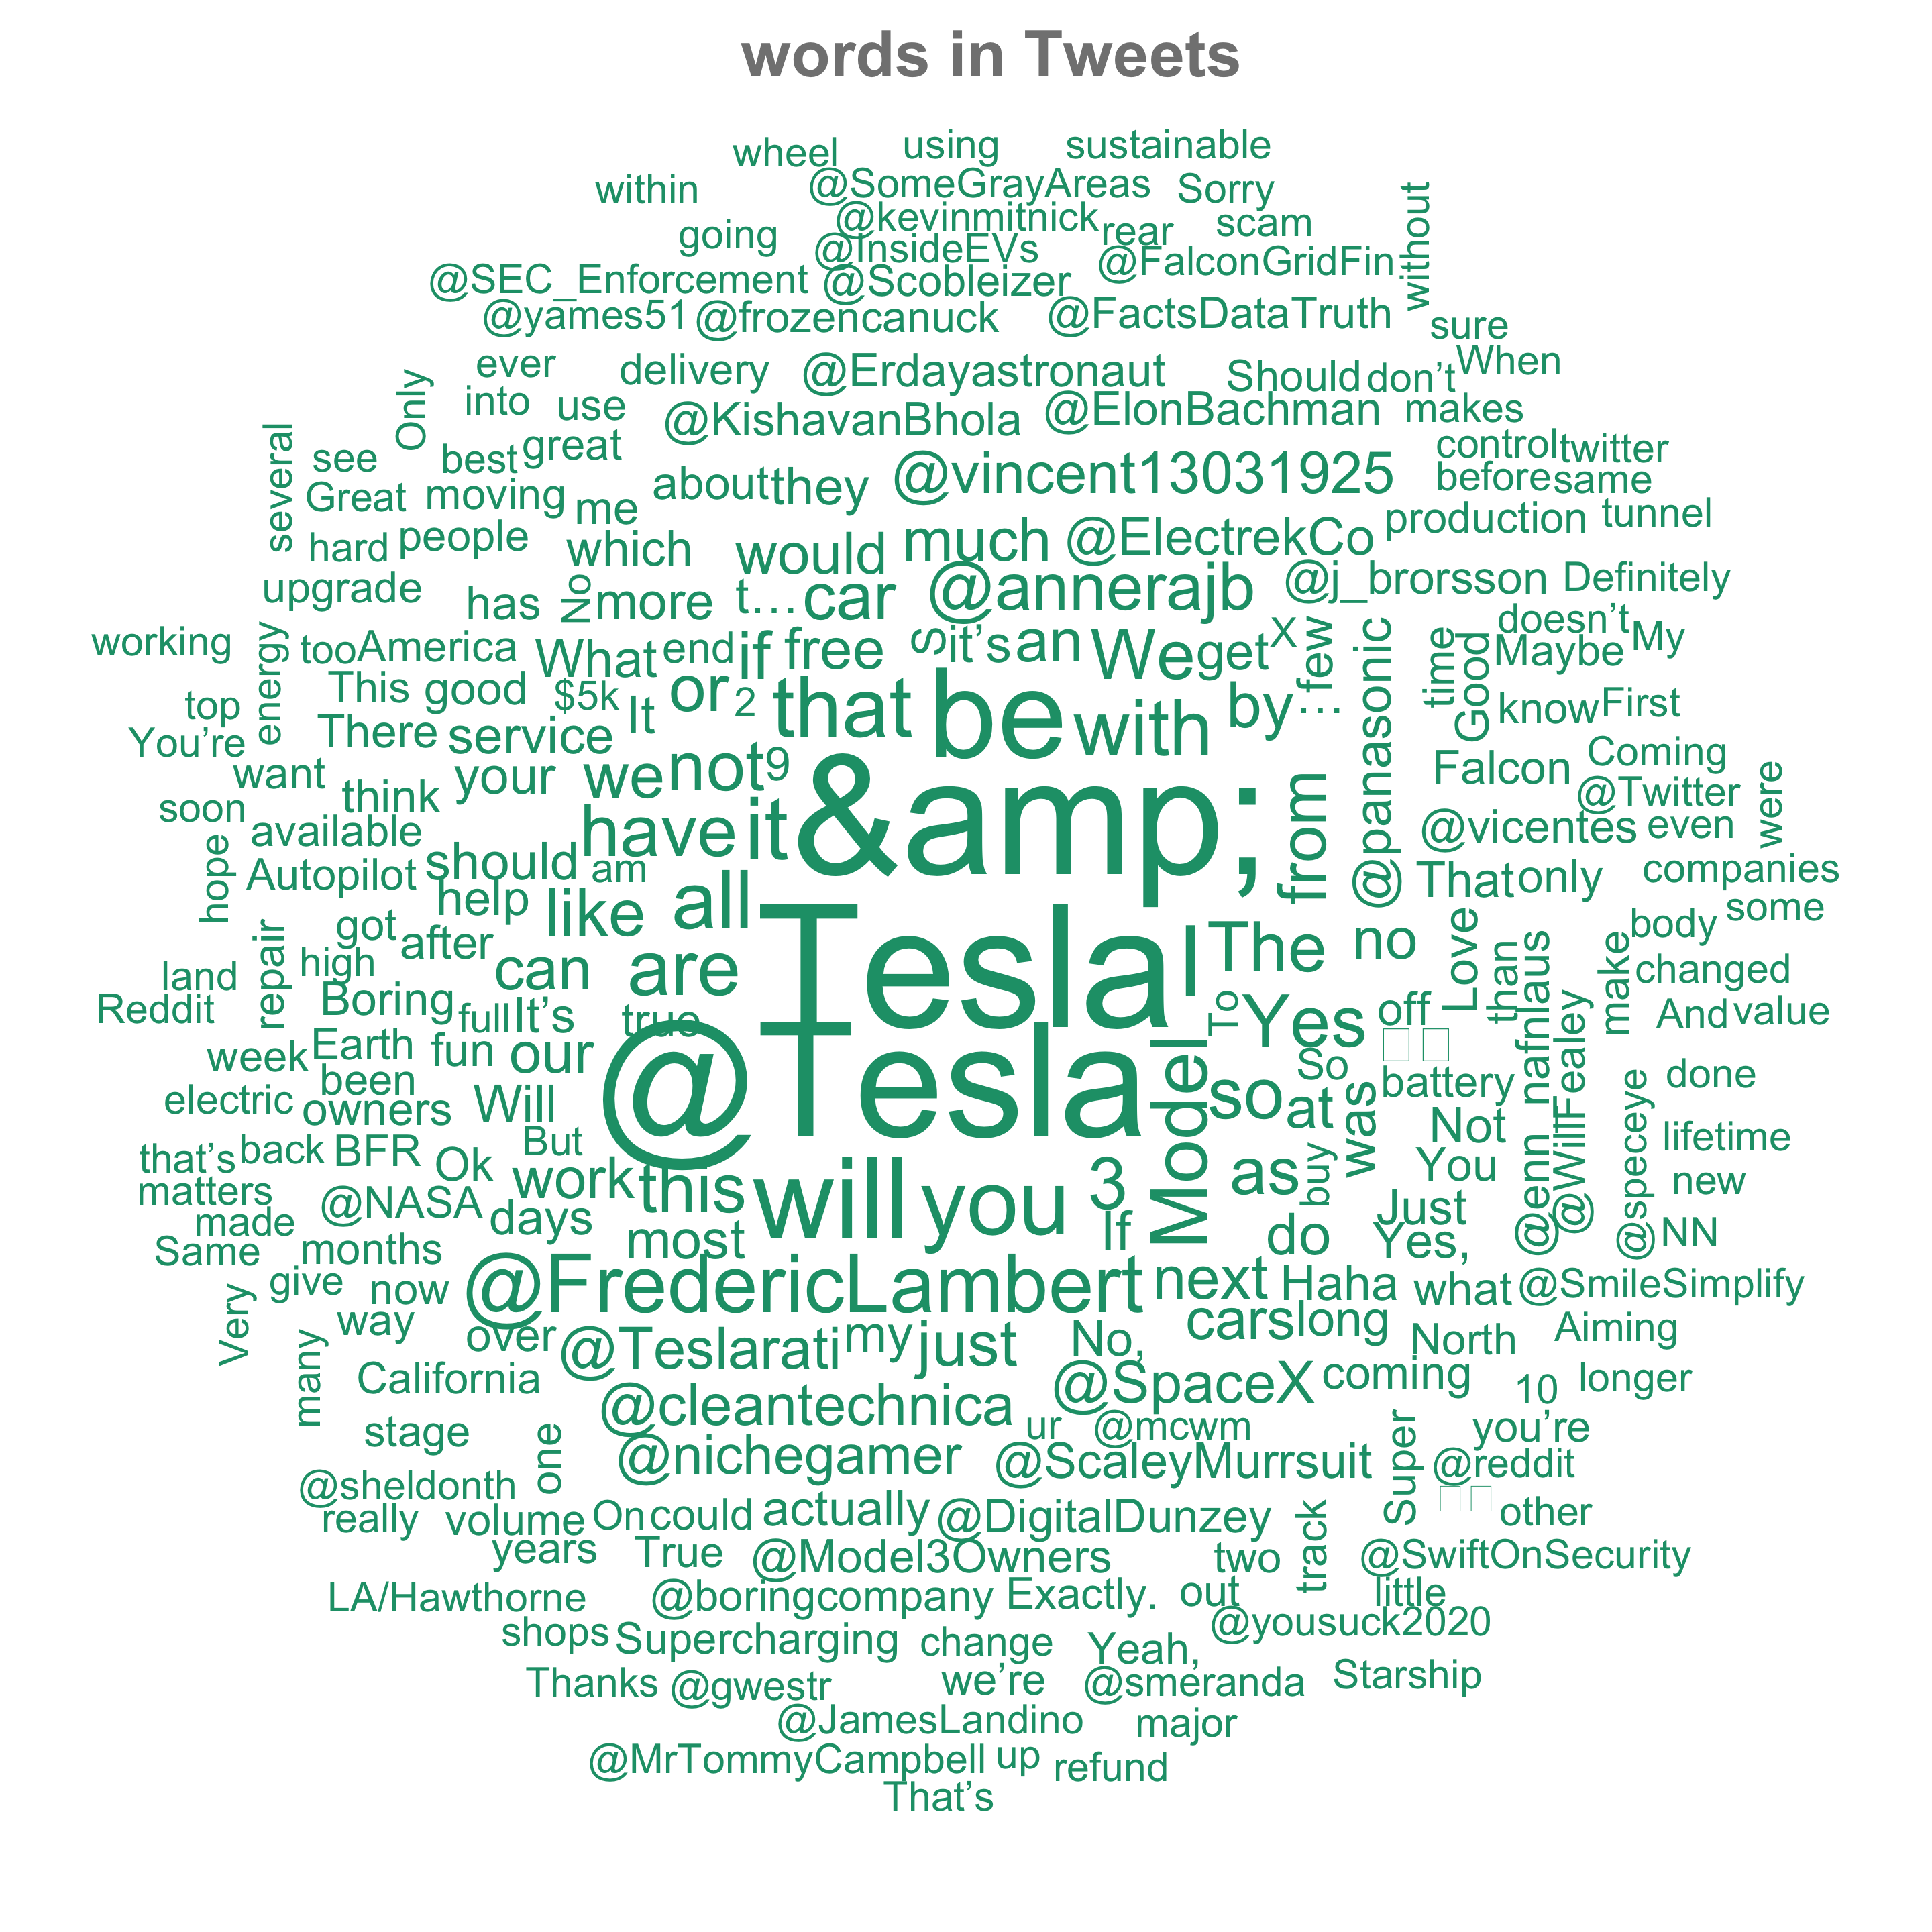 words in Tweets
wheel
using
sustainable
within
@SomeGrayAreas
Sorry
without
@kevinmitnick
rear
scam
going
@InsideEVs
@FalconGridFin
@SEC_Enforcement
@Scobleizer
@yames51
@frozencanuck
@FactsDataTruth
sure
ever
delivery
@Erdayastronaut
Should
don’t
When
Only
into
use
@KishavanBhola
@ElonBachman
makes
several
see
best
great
control
twitter
Great
moving
me
about
they
@vincent13031925
before
same
hard
people
which
would
much
@ElectrekCo
production
tunnel
upgrade
has
No
more
t…
car
@annerajb
@j_brorsson
Definitely
working
energy
too
America
What
end
if
free
S
it’s
an
We
get
X
few
@panasonic
time
Good
doesn’t
Maybe
My
top
This
good
$5k
It
or
2
that
be
with
by
…
know
First
You’re
There
service
want
think
your
we
not
9
&amp;
from
Falcon
Coming
soon
available
have
it
@Twitter
were
@vicentes
even
hope
Autopilot
should
am
help
like
all
That
only
companies
repair
got
after
Tesla
I
The
no
Love
than
@enn_nafnlaus
make
body
some
land
high
can
are
changed
Reddit
Boring
full
It’s
true
To
Yes
off
@WillFealey
And
value
week
Earth
fun
our
@Tesla
Model
so
So
at
was
battery
done
electric
been
owners
Will
But
Not
@speceye
lifetime
that’s
back
BFR
Ok
work
this
will
you
3
as
buy
You
new
matters
@NASA
days
made
most
If
do
Just
Yes,
@NN
Same
months
Very
give
now
@FredericLambert
next
Haha
what
@SmileSimplify
way
over
@Teslarati
my
just
No,
cars
long
North
Aiming
many
California
@SpaceX
coming
10
longer
stage
one
@cleantechnica
ur
@mcwm
Super
you’re
@nichegamer
@ScaleyMurrsuit
@reddit
@sheldonth
really
volume
On
could
actually
@DigitalDunzey
track
other
years
True
@Model3Owners
two
@SwiftOnSecurity
LA/Hawthorne
@boringcompany
Exactly.
out
little
shops
Supercharging
change
Yeah,
@yousuck2020
Thanks
@gwestr
we’re
@smeranda
Starship
@JamesLandino
major
@MrTommyCampbell
up
refund
That’s